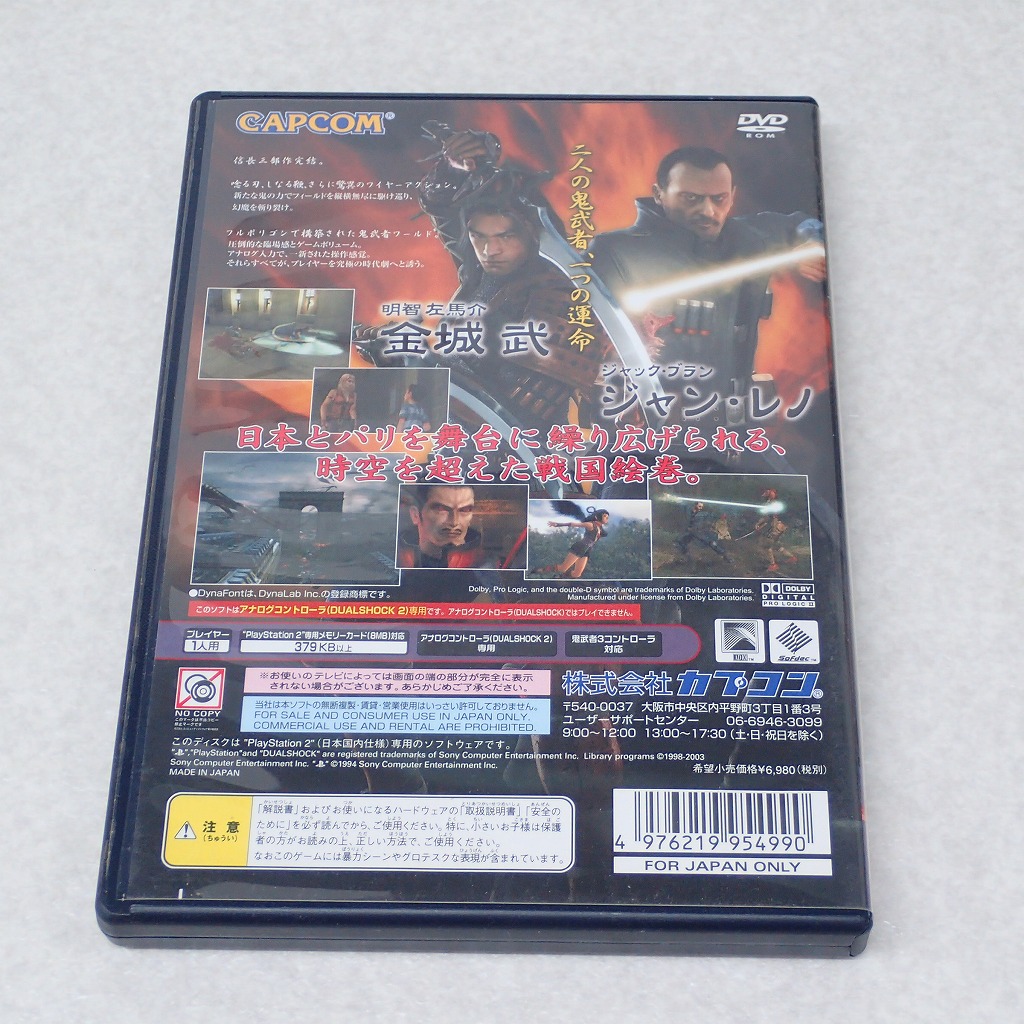 CAPCOM®
DVD
ROM
信長三部作完結。
唸る刃、しなる鞭、さらに驚愕のワイヤーアクション。
新たな鬼の力でフィールドを縦横無尽に駆け巡り、
幻魔を斬り裂け。
フルポリゴンで構築された鬼武者ワールド。
圧倒的な臨場感とゲームボリューム。
アナログ入力で、一新された操作感覚。
それらすべてが、プレイヤーを究極の時代劇へと誘う。
二人の鬼武者、一つの運命
明智 左馬介
金城 武
ジャック・ブラン
ジャン・レノ
日本とパリを舞台に繰り広げられる、
時空を超えた戦国絵巻。
●DynaFontは、DynaLab Inc.の登録商標です。
Dolby, Pro Logic, and the double-D symbol are trademarks of Dolby Laboratories.
Manufactured under license from Dolby Laboratories.
DOLBY
DIGITAL
PRO LOGIC II
このソフトはアナログコントローラ(DUALSHOCK 2)専用です。アナログコントローラ(DUALSHOCK)ではプレイできません。
プレイヤー
1人用
"PlayStation 2"専用メモリーカード(8MB)対応
379 KB以上
アナログコントローラ(DUALSHOCK 2)
専用
鬼武者3コントローラ
対応
ADX™
Sofdec™
NO COPY
※お使いのテレビによっては画面の端の部分が完全に表示
されない場合がございます。あらかじめご了承ください。
当社は本ソフトの無断複製・賃貸・営業使用はいっさい許可しておりません。
FOR SALE AND CONSUMER USE IN JAPAN ONLY.
COMMERCIAL USE AND RENTAL ARE PROHIBITED.
株式会社 カプコン®
〒540-0037 大阪市中央区内平野町3丁目1番3号
ユーザーサポートセンター 06-6946-3099
9:00~12:00 13:00~17:30 (土・日・祝日を除く)
このディスクは "PlayStation 2" (日本国内仕様) 専用のソフトウェアです。
","PlayStation"and "DUALSHOCK" are registered trademarks of Sony Computer Entertainment Inc. Library programs ©1998-2003
Sony Computer Entertainment Inc. " " ©1994 Sony Computer Entertainment Inc.
MADE IN JAPAN
希望小売価格¥6,980(税別)
注意
(ちゅうい)
「解説書」およびお使いになるハードウェアの「取扱説明書」「安全の
ために」を必ず読んでから、ご使用ください。特に、小さいお子様は保護
者の方がお読みの上、正しい方法で、ご使用ください。
なおこのゲームには暴力シーンやグロテスクな表現が含まれています。
4 976219 954990
FOR JAPAN ONLY